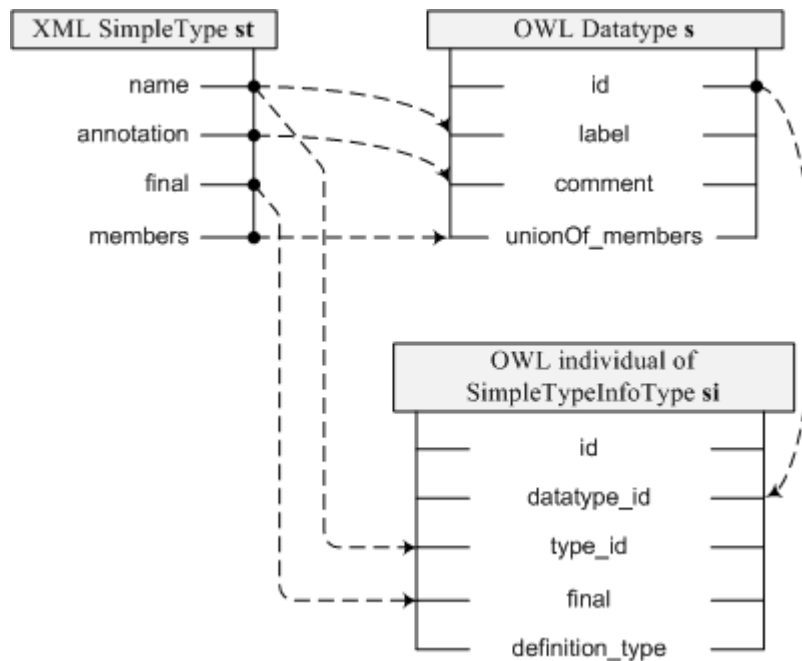 XML SimpleType st
name
annotation
final
members
OWL Datatype s
id
label
comment
unionOf_members
OWL individual of
SimpleTypeInfoType si
id
datatype_id
type_id
final
definition_type